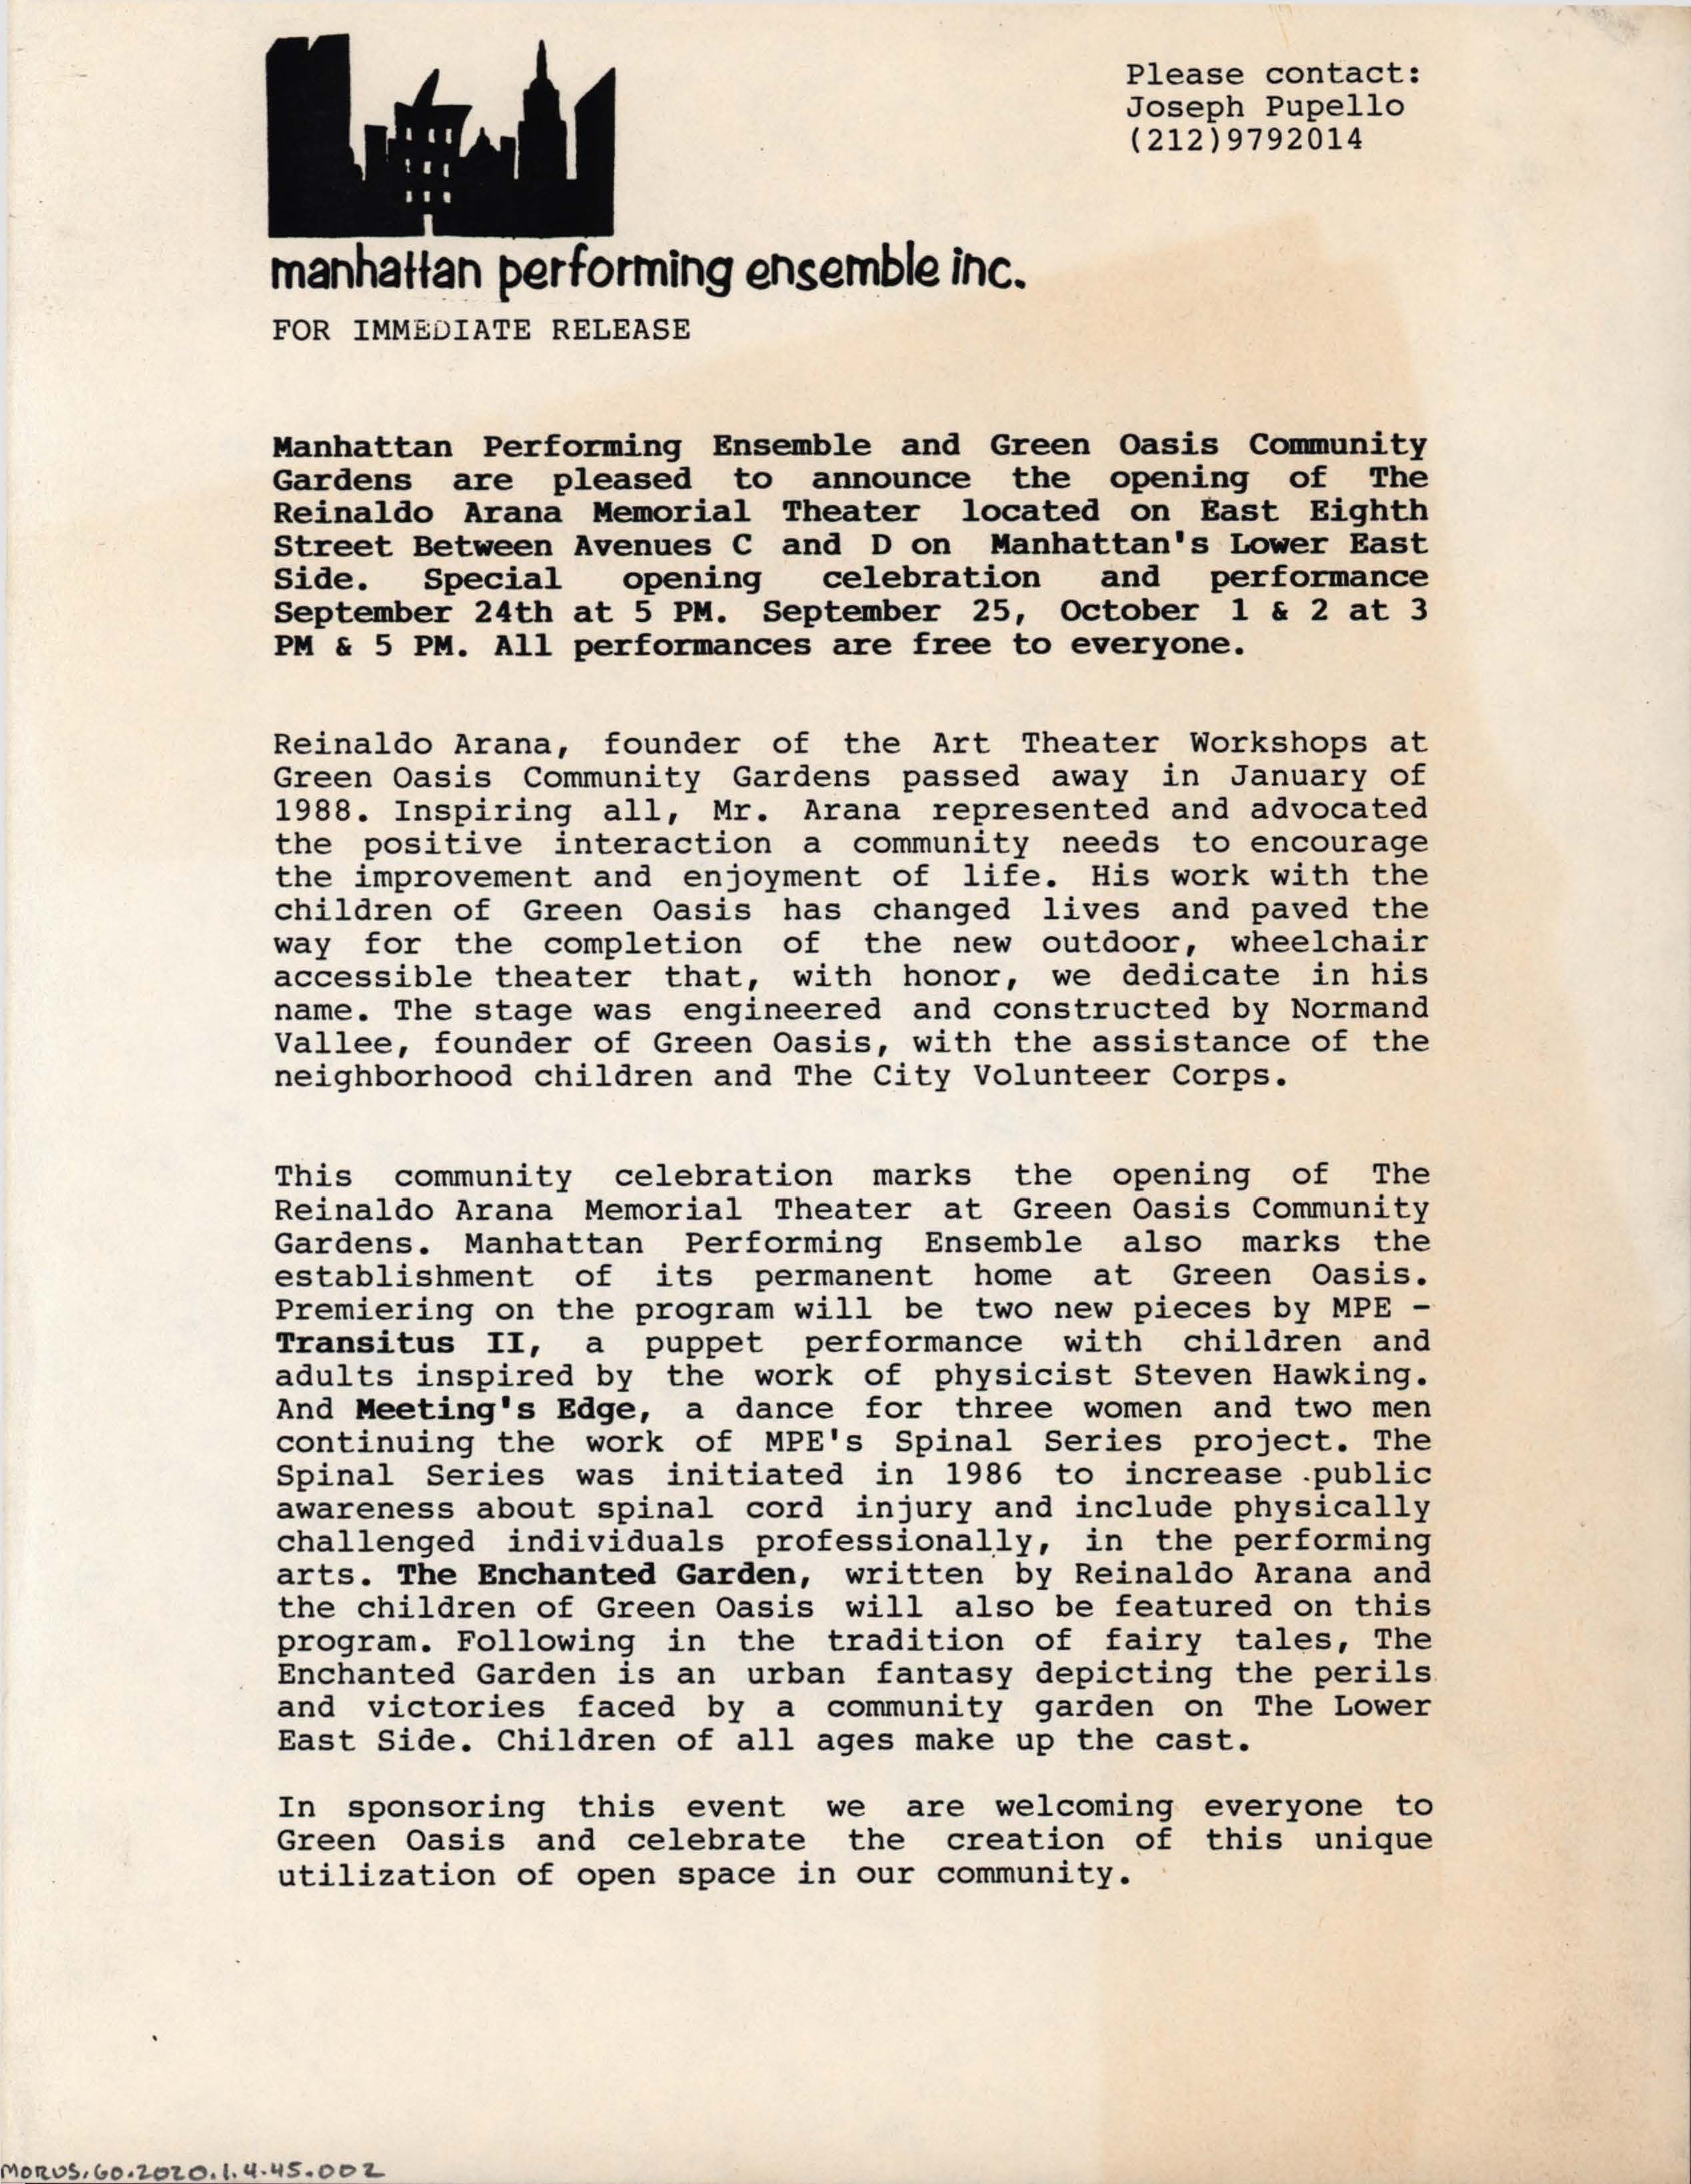 Please contact:
Joseph Pupello
(212)9792014
manhattan performing ensemble inc.
FOR IMMEDIATE RELEASE
Manhattan Performing Ensemble and Green Oasis Community
Gardens are pleased to announce the opening of The
Reinaldo Arana Memorial Theater located on East Eighth
Street Between Avenues C and D on Manhattan's Lower East
Side. Special opening celebration and performance
September 24th at 5 PM. September 25, October 1 & 2 at 3
PM & 5 PM. All performances are free to everyone.
Reinaldo Arana, founder of the Art Theater Workshops at
Green Oasis Community Gardens passed away in January of
1988. Inspiring all, Mr. Arana represented and advocated
the positive interaction a community needs to encourage
the improvement and enjoyment of life. His work with the
children of Green Oasis has changed lives and paved the
way for the completion of the new outdoor, wheelchair
accessible theater that, with honor, we dedicate in his
name. The stage was engineered and constructed by Normand
Vallee, founder of Green Oasis, with the assistance of the
neighborhood children and The City Volunteer Corps.
This community celebration marks the opening of The
Reinaldo Arana Memorial Theater at Green Oasis Community
Gardens. Manhattan Performing Ensemble also marks the
establishment of its permanent home at Green Oasis.
Premiering on the program will be two new pieces by MPE -
Transitus II, a puppet performance with children and
adults inspired by the work of physicist Steven Hawking.
And Meeting's Edge, a dance for three women and two men
continuing the work of MPE's Spinal Series project. The
Spinal Series was initiated in 1986 to increase public
awareness about spinal cord injury and include physically
challenged individuals professionally, in the performing
arts. The Enchanted Garden, written by Reinaldo Arana and
the children of Green Oasis will also be featured on this
program. Following in the tradition of fairy tales, The
Enchanted Garden is an urban fantasy depicting the perils
and victories faced by a community garden on The Lower
East Side. Children of all ages make up the cast.
In sponsoring this event we are welcoming everyone to
Green Oasis and celebrate the creation of this unique
utilization of open space in our community.
MORUS.GO.2020.1.4.45.002